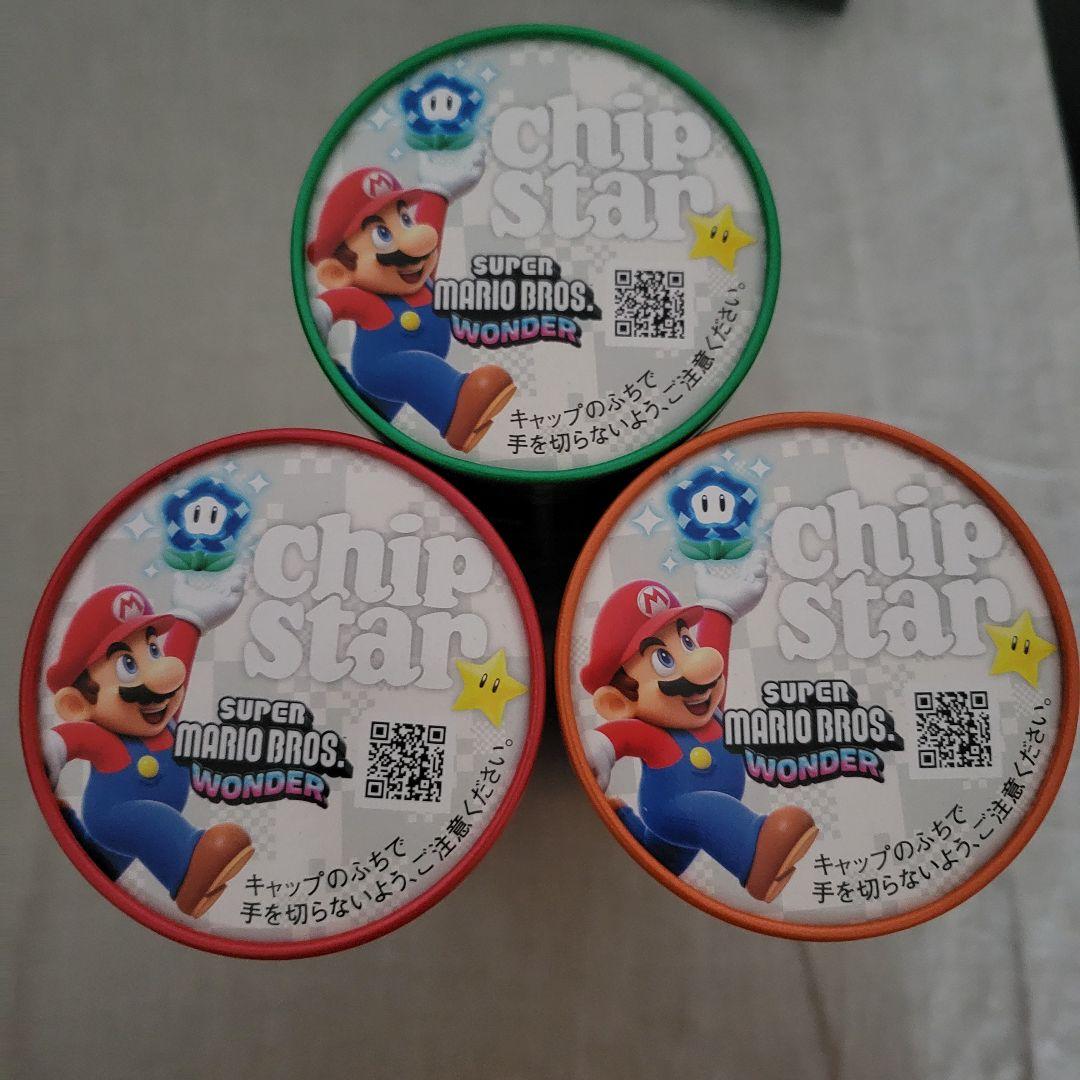 chip
star
SUPER
MARIO BROS.
WONDER
キャップのふちで
手を切らないよう、ご注意ください。
M
chip
star
SUPER
MARIO BROS.
WONDER
キャップのふちで
手を切らないよう、ご注意ください。
M
chip
star
SUPER
MARIO BROS.
WONDER
キャップのふちで
手を切らないよう、ご注意ください。
M